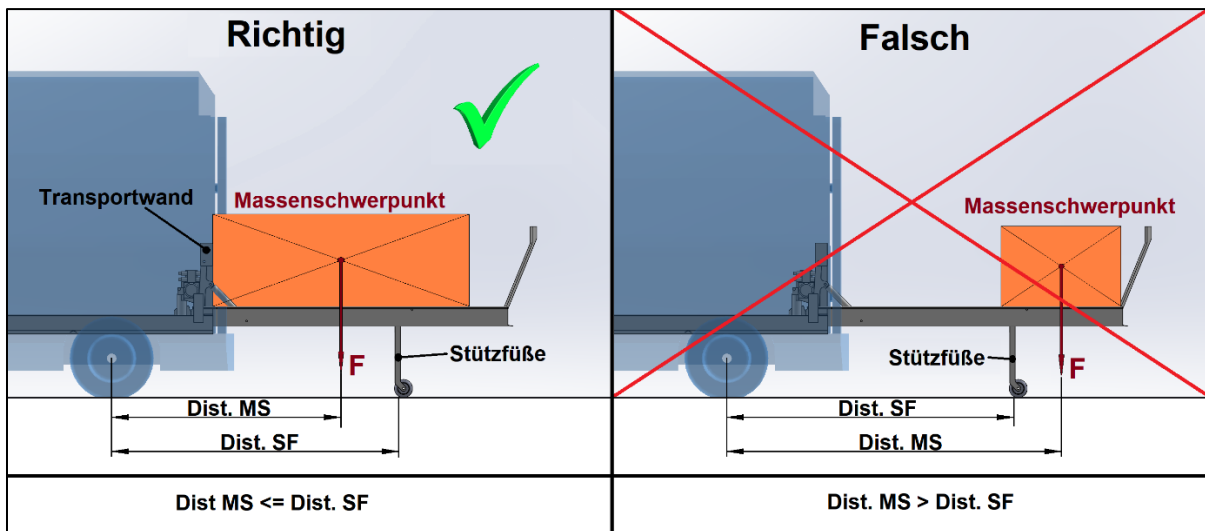 Richtig
Transportwand
Massenschwerpunkt
Stützfüße
F
Dist. MS
Dist. SF
Dist MS <= Dist. SF
Falsch
Massenschwerpunkt
Stützfüße
F
Dist. SF
Dist. MS
Dist. MS > Dist. SF